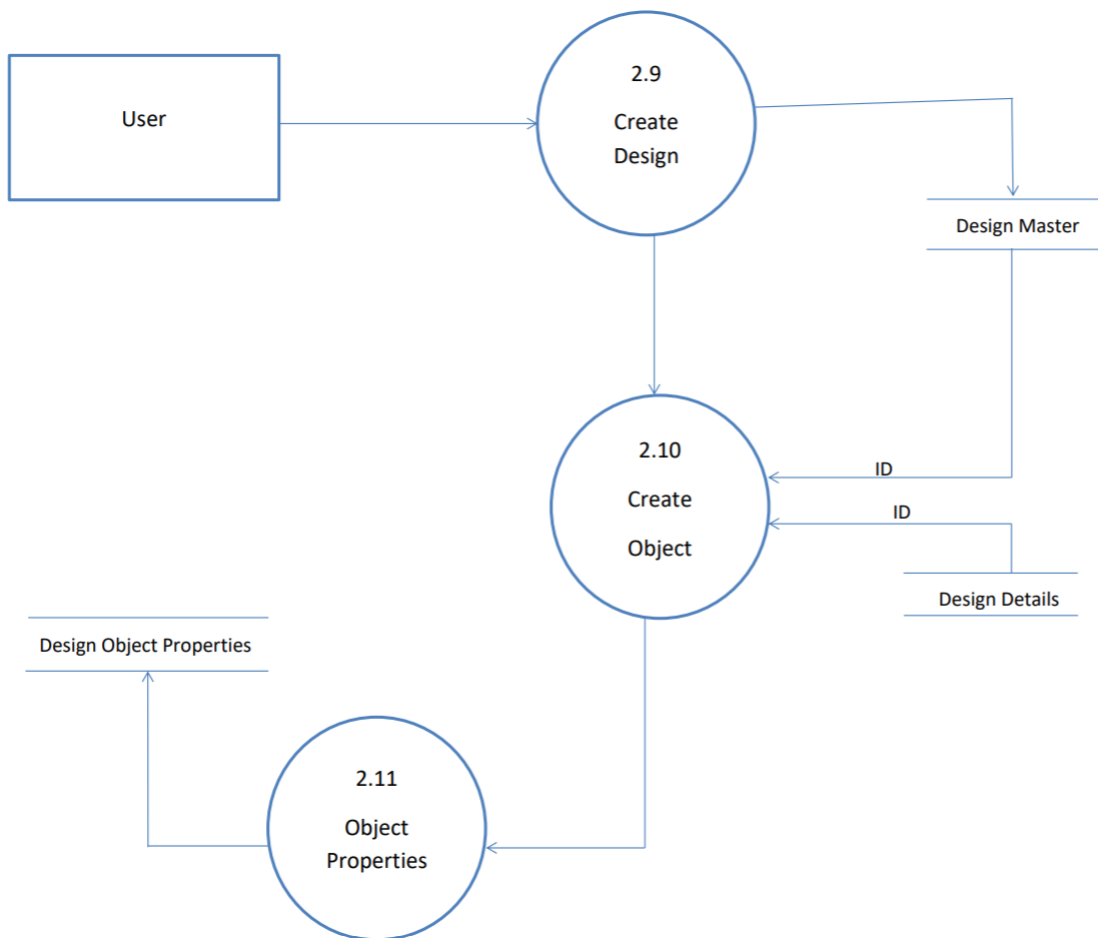 User
2.9
Create
Design
Design Master
2.10
Create
Object
ID
ID
Design Details
Design Object Properties
2.11
Object
Properties